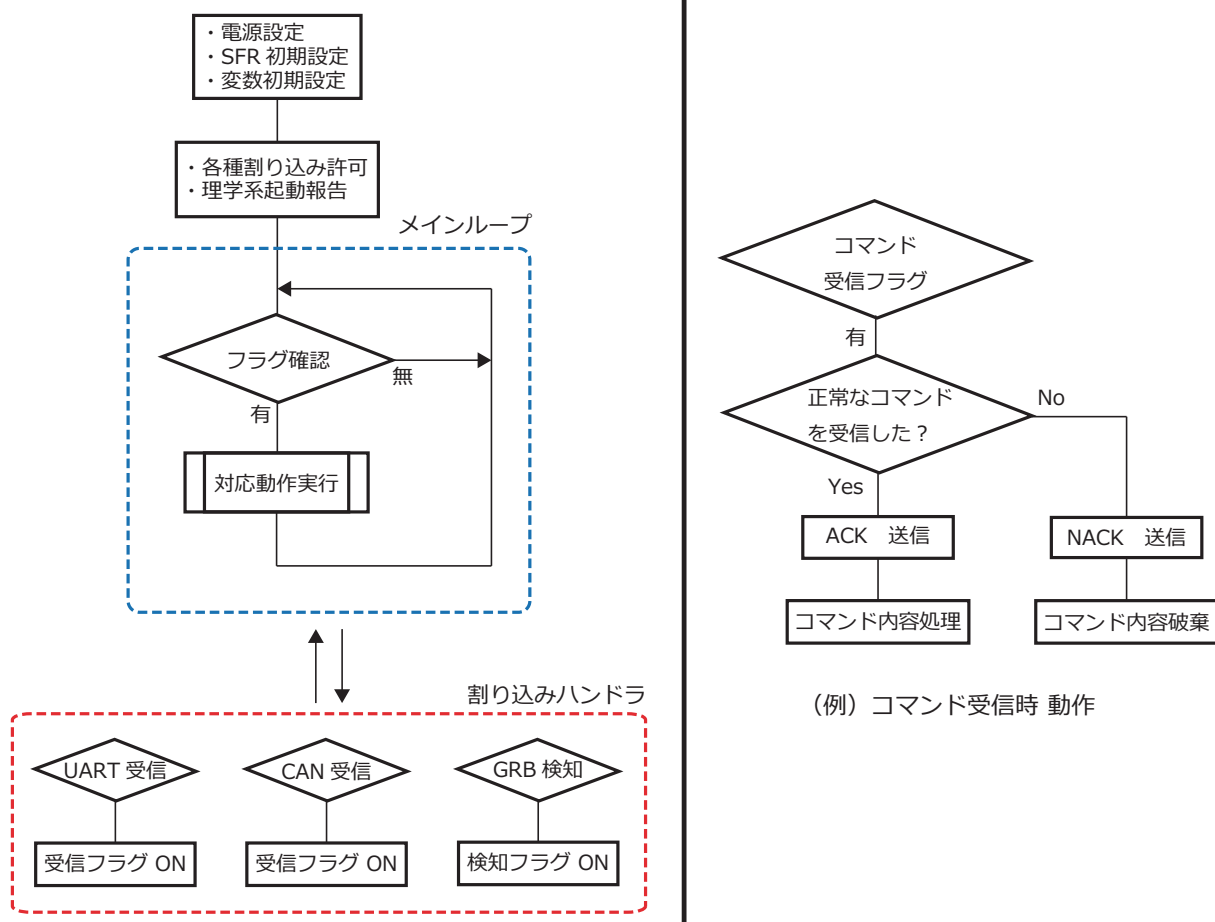 ・電源設定
・SFR 初期設定
・変数初期設定
・各種割り込み許可
・理学系起動報告
メインループ
フラグ確認
無
有
対応動作実行
割り込みハンドラ
UART 受信
CAN 受信
GRB 検知
受信フラグ ON
受信フラグ ON
検知フラグ ON
コマンド
受信フラグ
有
正常なコマンド
を受信した？
No
Yes
ACK　送信
NACK　送信
コマンド内容処理
コマンド内容破棄
（例）コマンド受信時 動作